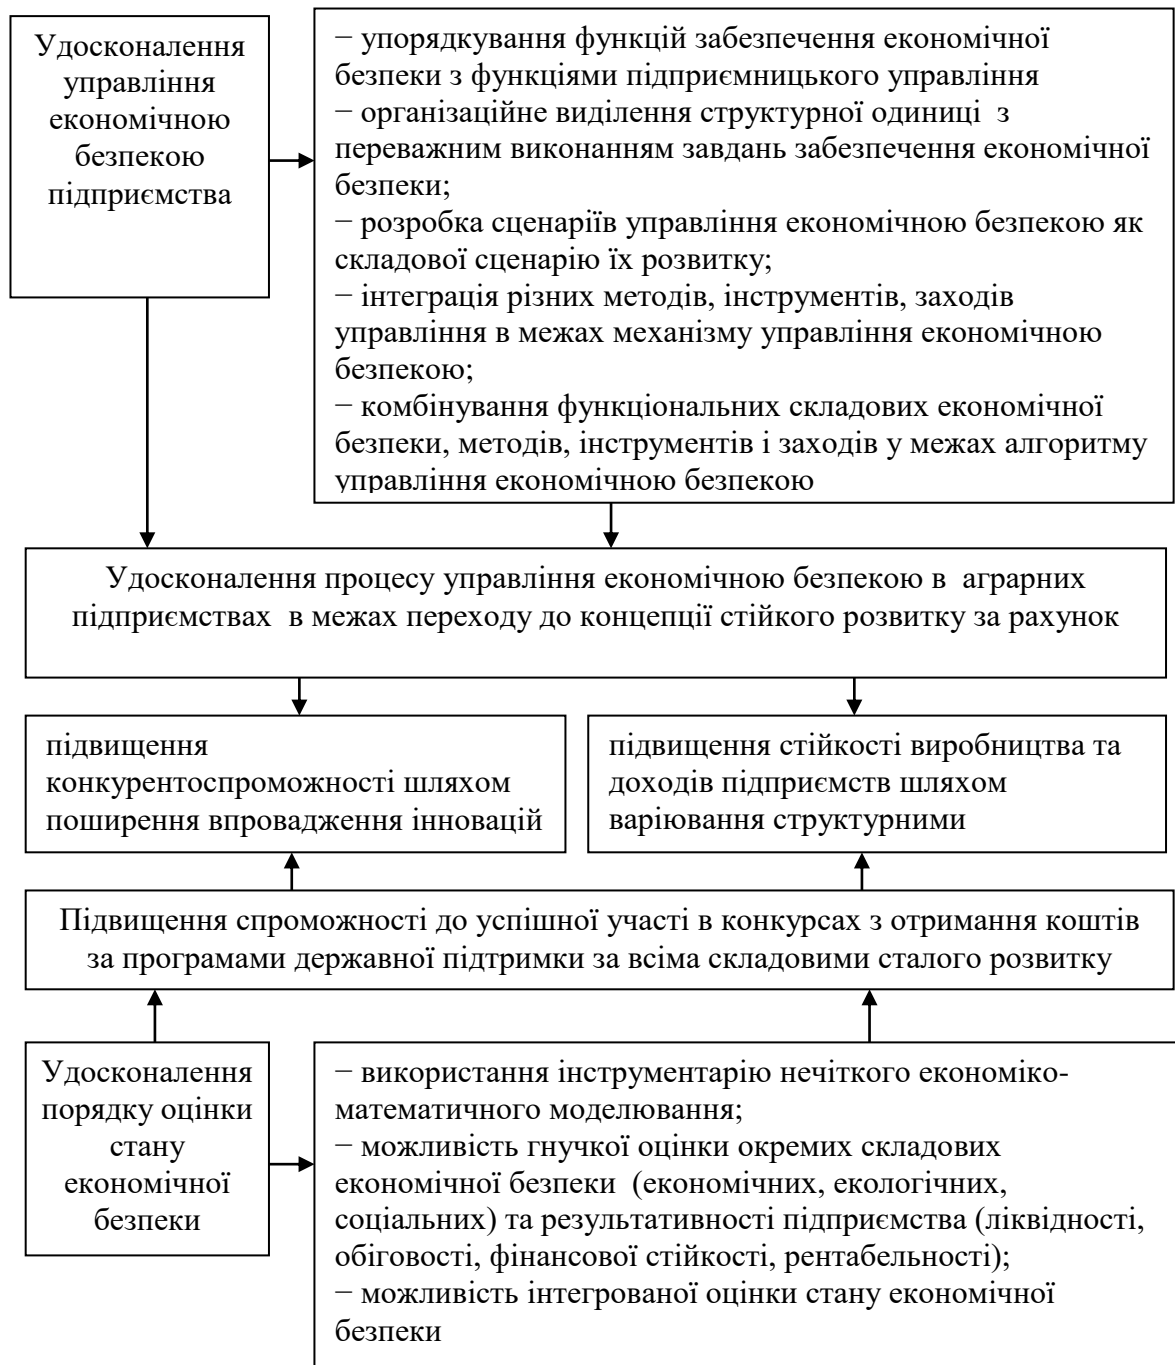 Удосконалення
управління
економічною
безпекою
підприємства
− упорядкування функцій забезпечення економічної
безпеки з функціями підприємницького управління
− організаційне виділення структурної одиниці з
переважним виконанням завдань забезпечення економічної
безпеки;
− розробка сценаріїв управління економічною безпекою як
складової сценарію їх розвитку;
− інтеграція різних методів, інструментів, заходів
управління в межах механізму управління економічною
безпекою;
− комбінування функціональних складових економічної
безпеки, методів, інструментів і заходів у межах алгоритму
управління економічною безпекою
Удосконалення процесу управління економічною безпекою в аграрних
підприємствах в межах переходу до концепції стійкого розвитку за рахунок
підвищення
конкурентоспроможності шляхом
поширення впровадження інновацій
підвищення стійкості виробництва та
доходів підприємств шляхом
варіювання структурними
Підвищення спроможності до успішної участі в конкурсах з отримання коштів
за програмами державної підтримки за всіма складовими сталого розвитку
Удосконалення
порядку оцінки
стану
економічної
безпеки
− використання інструментарію нечіткого економіко-
математичного моделювання;
− можливість гнучкої оцінки окремих складових
економічної безпеки (економічних, екологічних,
соціальних) та результативності підприємства (ліквідності,
обіговості, фінансової стійкості, рентабельності);
− можливість інтегрованої оцінки стану економічної
безпеки